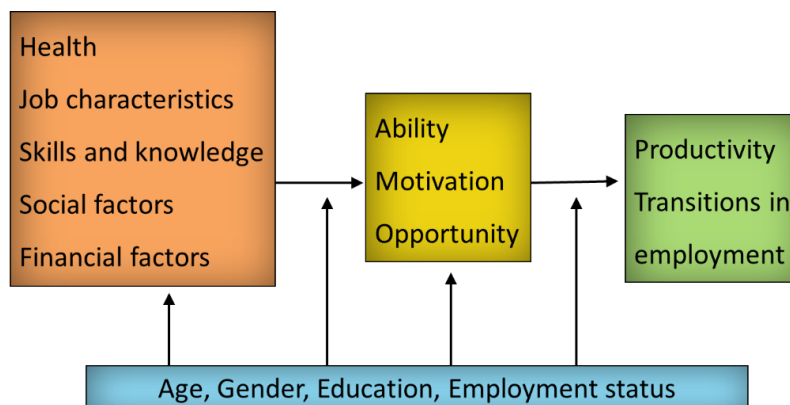 Health
Job characteristics
Skills and knowledge
Social factors
Financial factors
Ability
Motivation
Opportunity
Productivity
Transitions in
employment
Age, Gender, Education, Employment status